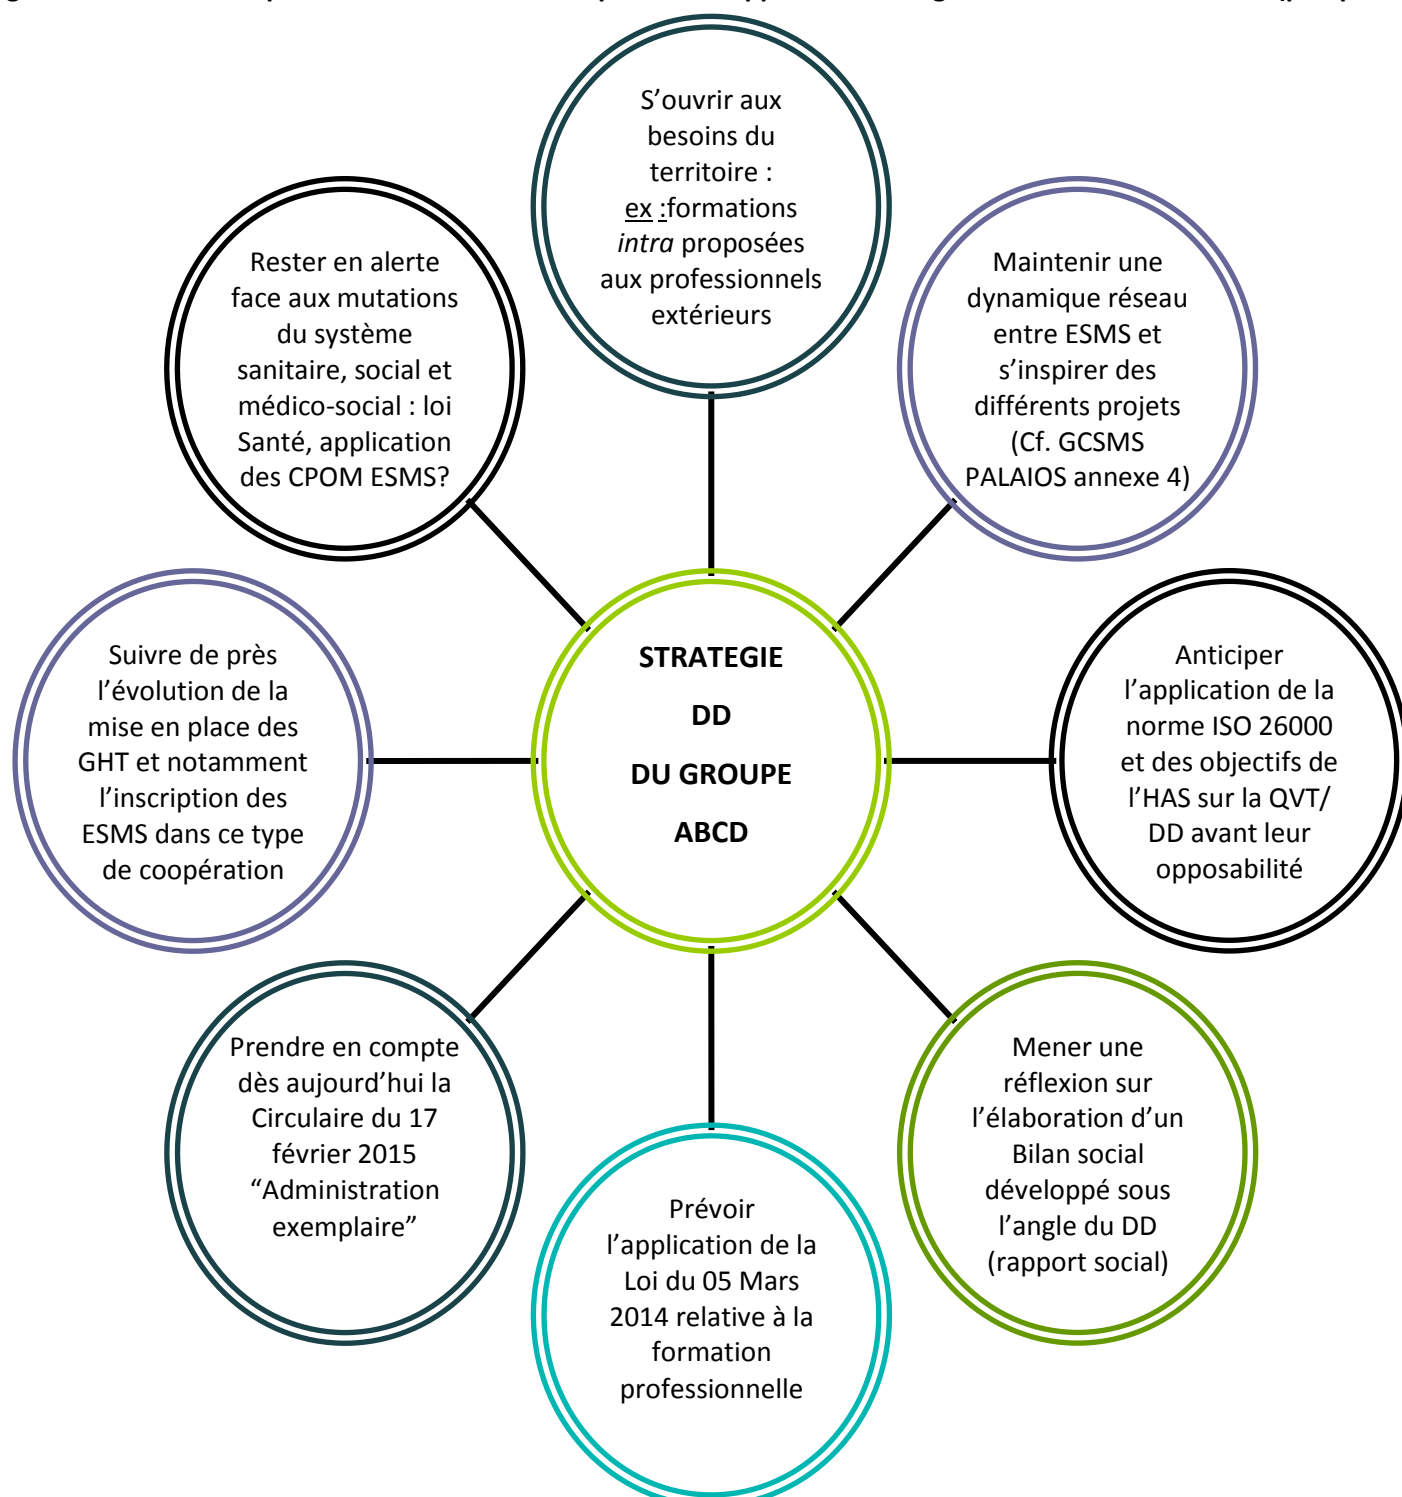 S’ouvrir aux
besoins du
territoire :
ex :formations
intra proposées
aux professionnels
extérieurs
Maintenir une
dynamique réseau
entre ESMS et
s’inspirer des
différents projets
(Cf. GCSMS
PALAIOS annexe 4)
Anticiper
l’application de la
norme ISO 26000
et des objectifs de
l’HAS sur la QVT/
DD avant leur
opposabilité
Mener une
réflexion sur
l’élaboration d’un
Bilan social
développé sous
l’angle du DD
(rapport social)
Prévoir
l’application de la
Loi du 05 Mars
2014 relative à la
formation
professionnelle
Prendre en compte
dès aujourd’hui la
Circulaire du 17
février 2015
“Administration
exemplaire”
Suivre de près
l’évolution de la
mise en place des
GHT et notamment
l’inscription des
ESMS dans ce type
de coopération
Rester en alerte
face aux mutations
du système
sanitaire, social et
médico-social : loi
Santé, application
des CPOM ESMS?
STRATEGIE
DD
DU GROUPE
ABCD